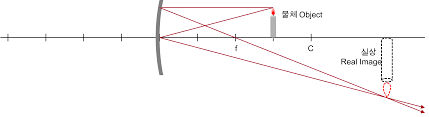 물체 Object
실상
Real Image
f
C